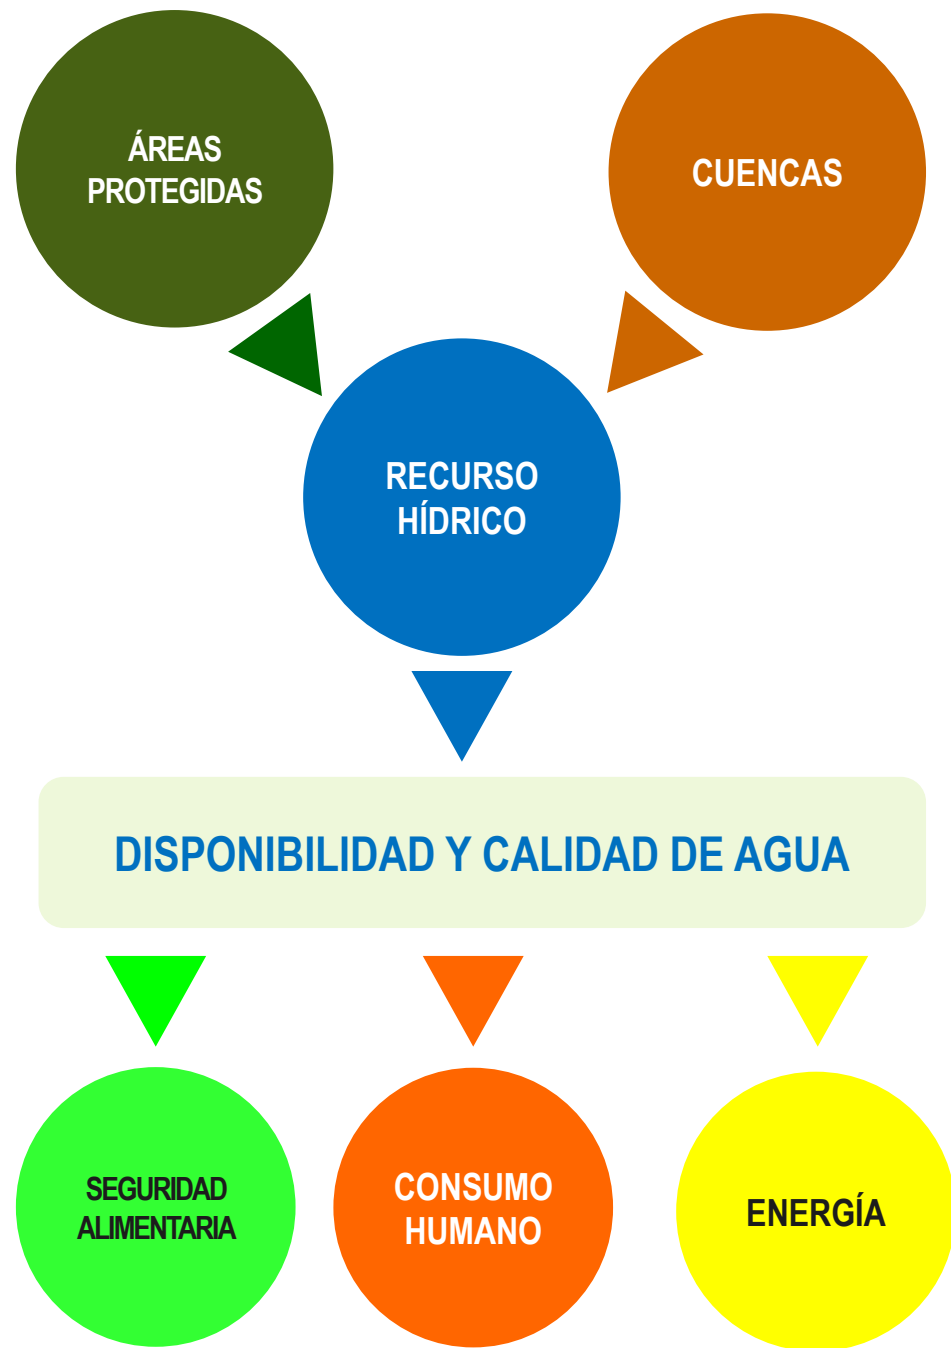 ÁREAS
PROTEGIDAS
CUENCAS
RECURSO
HÍDRICO
DISPONIBILIDAD Y CALIDAD DE AGUA
SEGURIDAD
ALIMENTARIA
CONSUMO
HUMANO
ENERGÍA